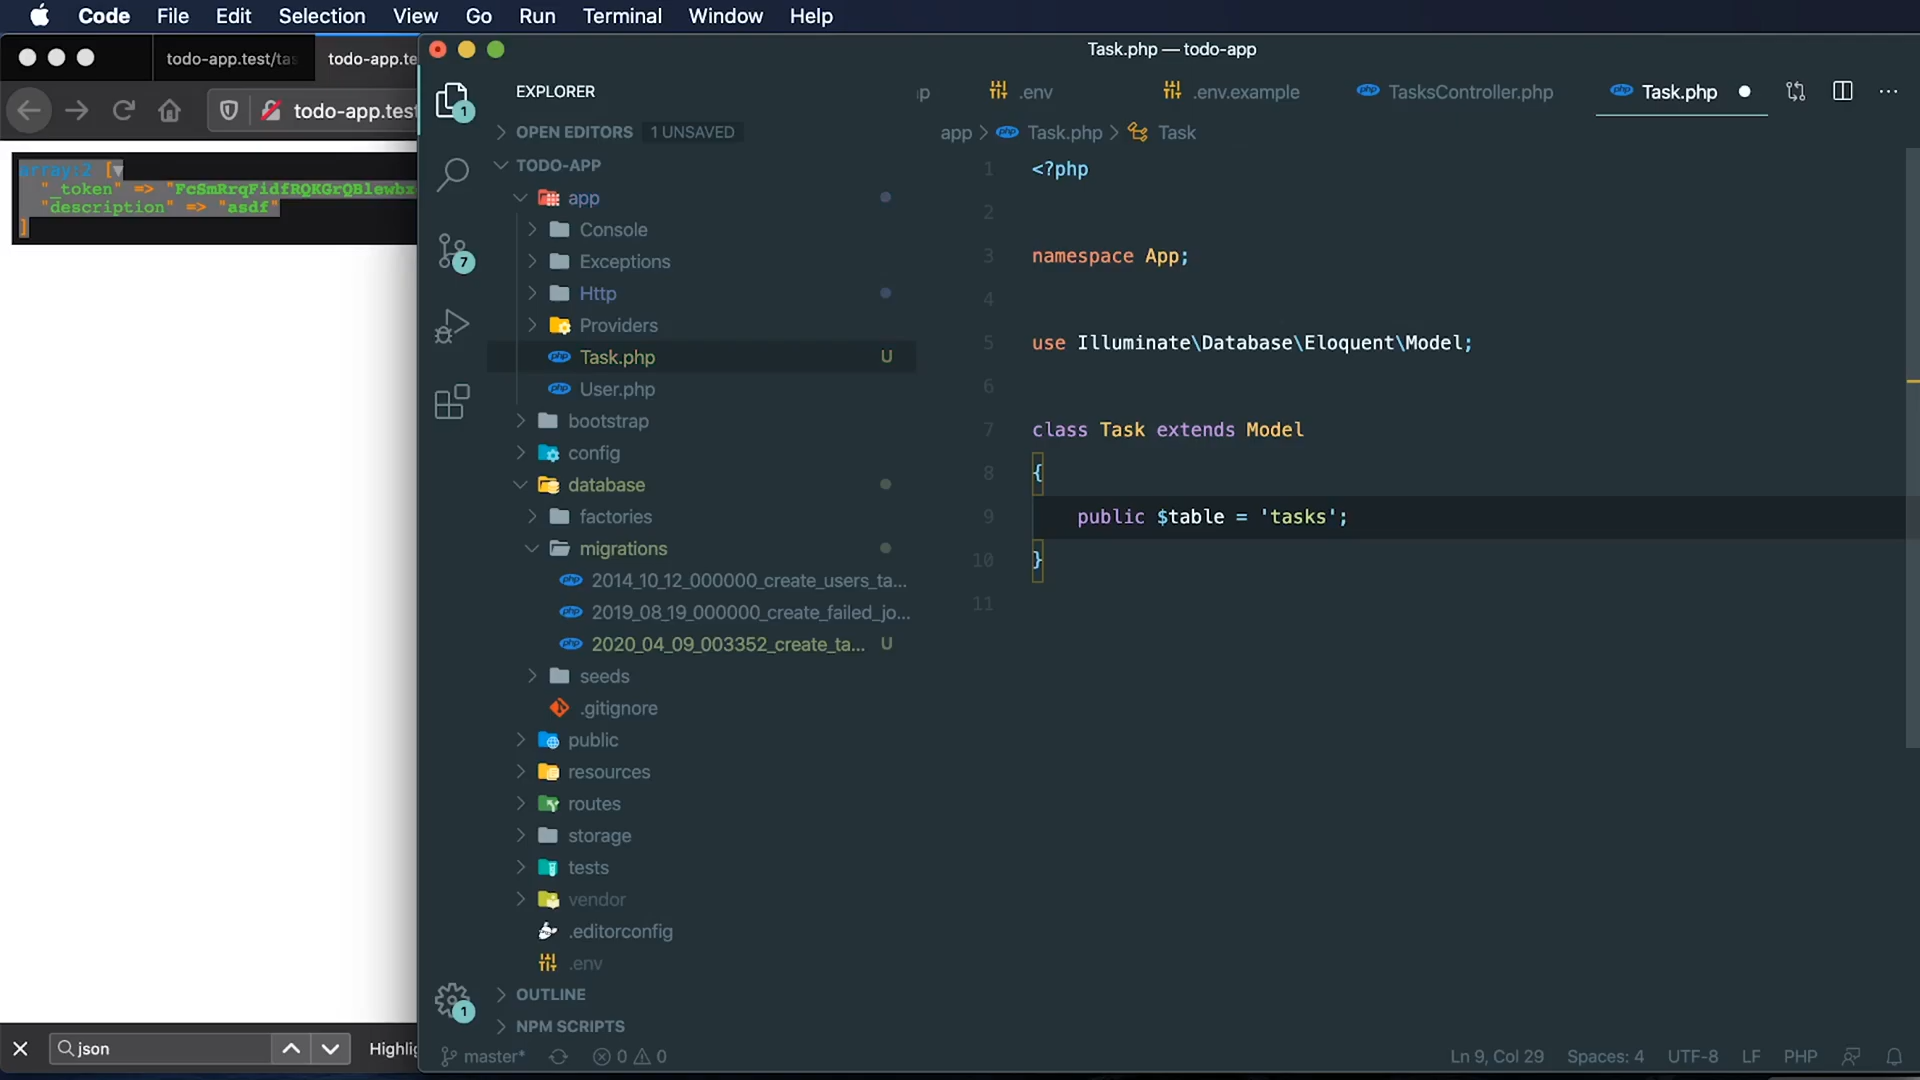 Code File Edit Selection View Go Run Terminal Window Help
todo-app.test/tas
todo-app.te
todo-app.test
array:2 [▼
"_token" => "FcSmRrqFidfRQKGrQBlewbx
"description" => "asdf"
]
Task.php — todo-app
EXPLORER
OPEN EDITORS 1 UNSAVED
TODO-APP
app
Console
Exceptions
Http
Providers
Task.php U
User.php
bootstrap
config
database
factories
migrations
2014_10_12_000000_create_users_ta...
2019_08_19_000000_create_failed_jo...
2020_04_09_003352_create_ta... U
seeds
.gitignore
public
resources
routes
storage
tests
vendor
.editorconfig
.env
OUTLINE
NPM SCRIPTS
1
7
1
.env
.env.example
TasksController.php
Task.php
app > Task.php > Task
1 <?php
2
3 namespace App;
4
5 use Illuminate\Database\Eloquent\Model;
6
7 class Task extends Model
8 {
9 public $table = 'tasks';
10 }
11
json
Highlig
master* 0 0
Ln 9, Col 29 Spaces: 4 UTF-8 LF PHP